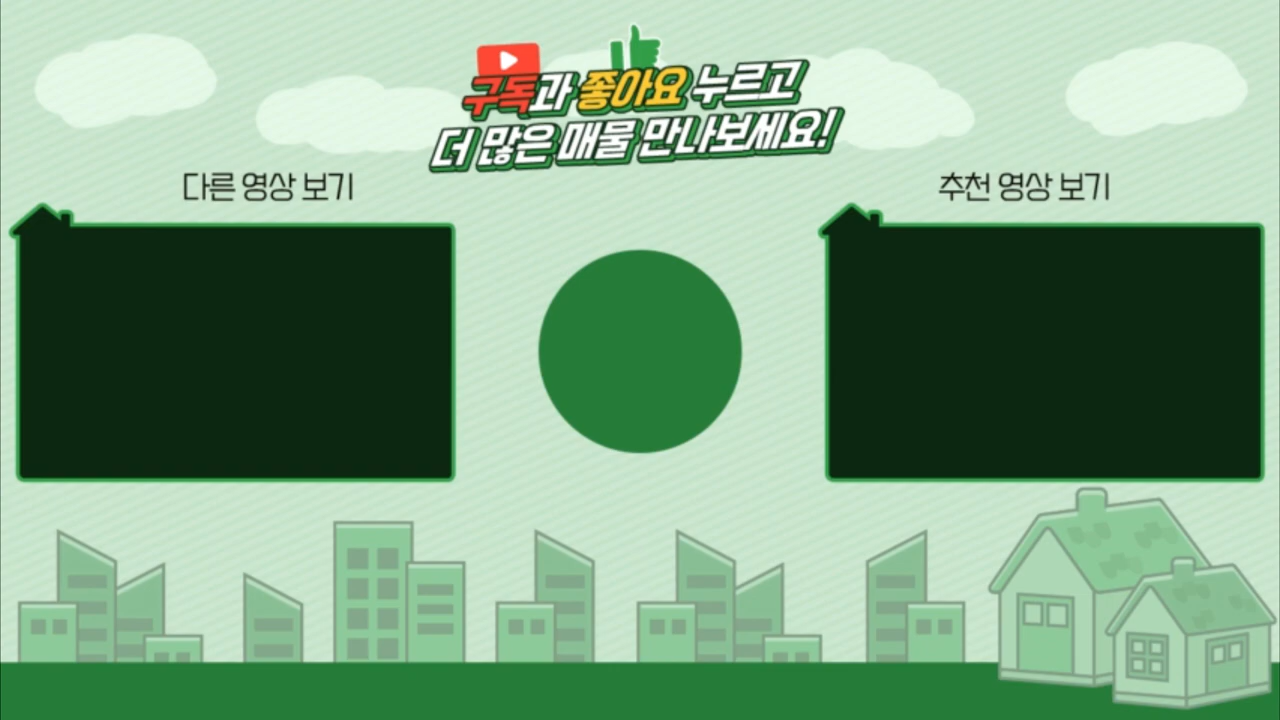 구독과 좋아요 누르고
더 많은 매물 만나보세요!
다른 영상 보기
추천 영상 보기